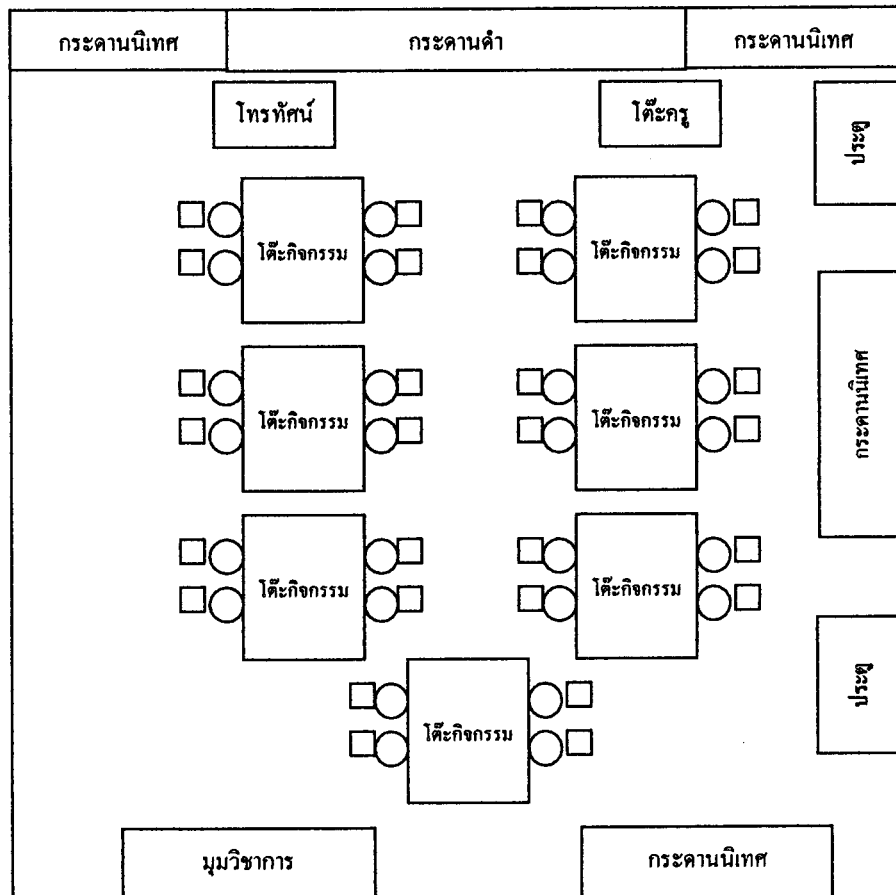 กระดานนิเทศ
กระดานดำ
กระดานนิเทศ
โทรทัศน์
โต๊ะครู
ประตู
โต๊ะกิจกรรม
โต๊ะกิจกรรม
กระดานนิเทศ
โต๊ะกิจกรรม
โต๊ะกิจกรรม
โต๊ะกิจกรรม
โต๊ะกิจกรรม
ประตู
โต๊ะกิจกรรม
มุมวิชาการ
กระดานนิเทศ